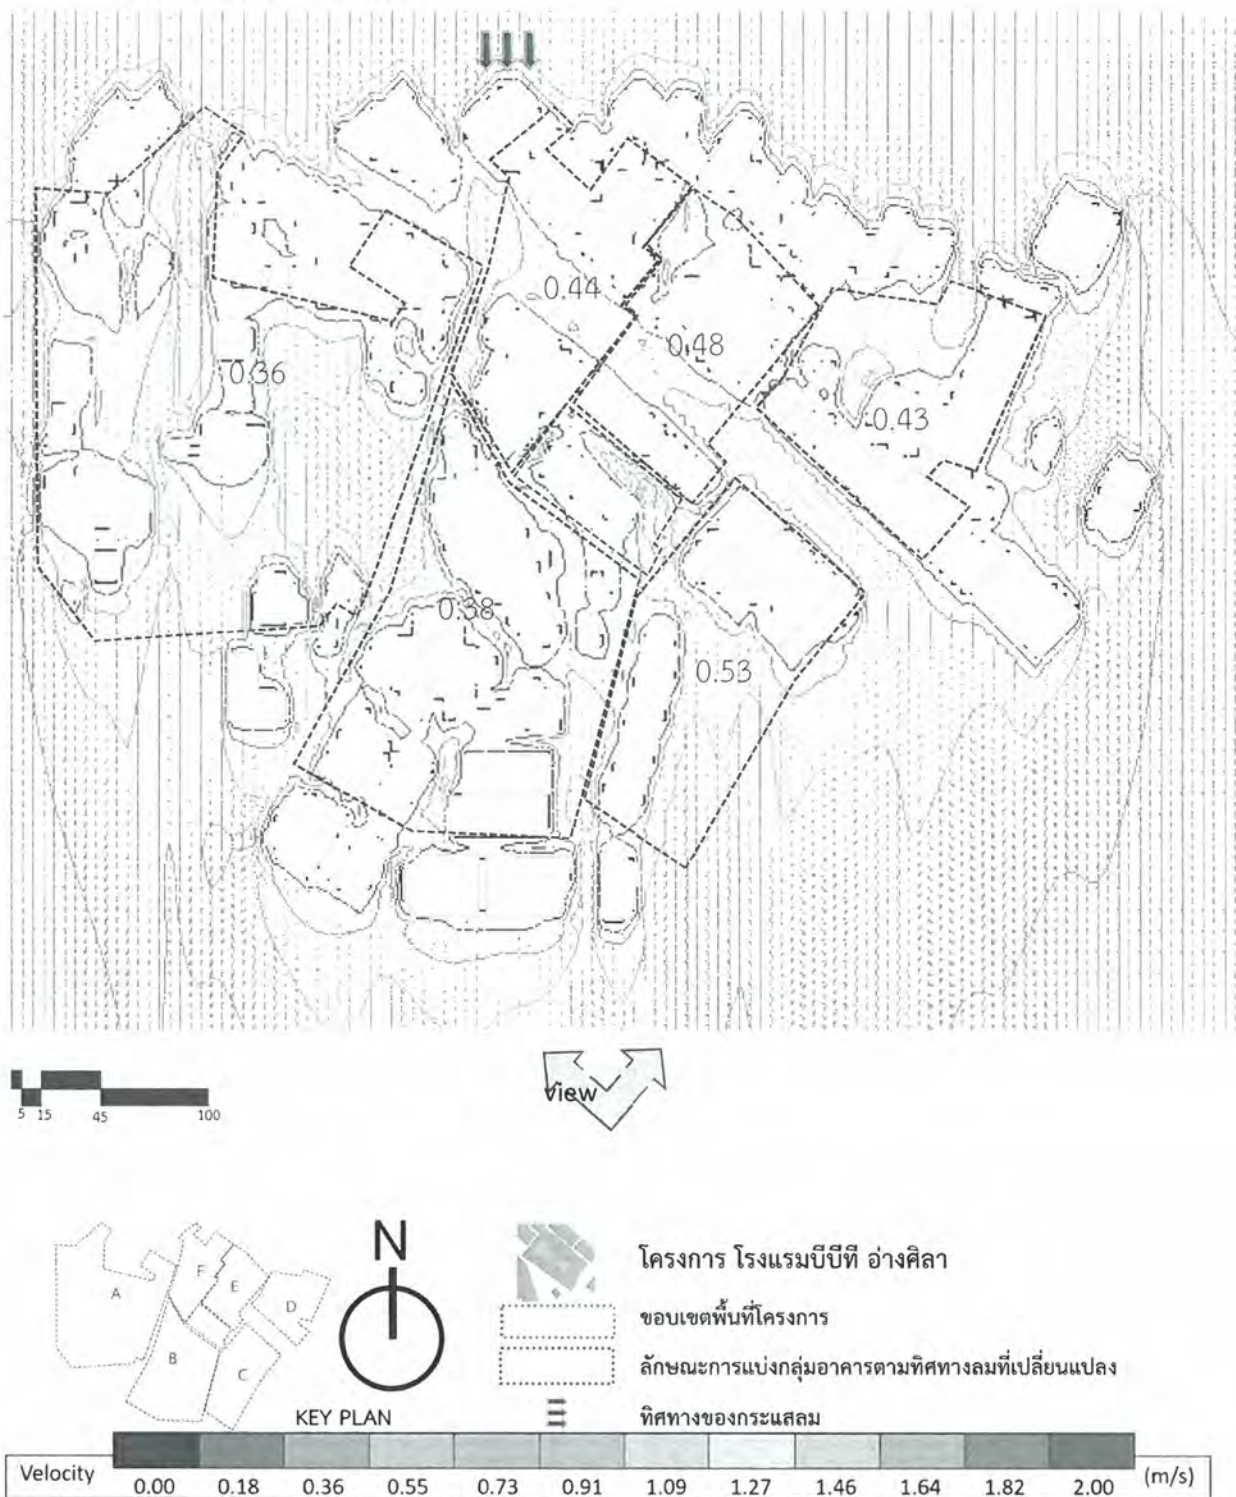 0.44
0.48
0.36
0.43
0.38
0.53
5 15 45 100
view
N
A
F
E
D
B
C
KEY PLAN
โครงการ โรงแรมบีบีที อ่างศิลา
ขอบเขตพื้นที่โครงการ
ลักษณะการแบ่งกลุ่มอาคารตามทิศทางลมที่เปลี่ยนแปลง
ทิศทางของกระแสลม
Velocity 0.00 0.18 0.36 0.55 0.73 0.91 1.09 1.27 1.46 1.64 1.82 2.00 (m/s)